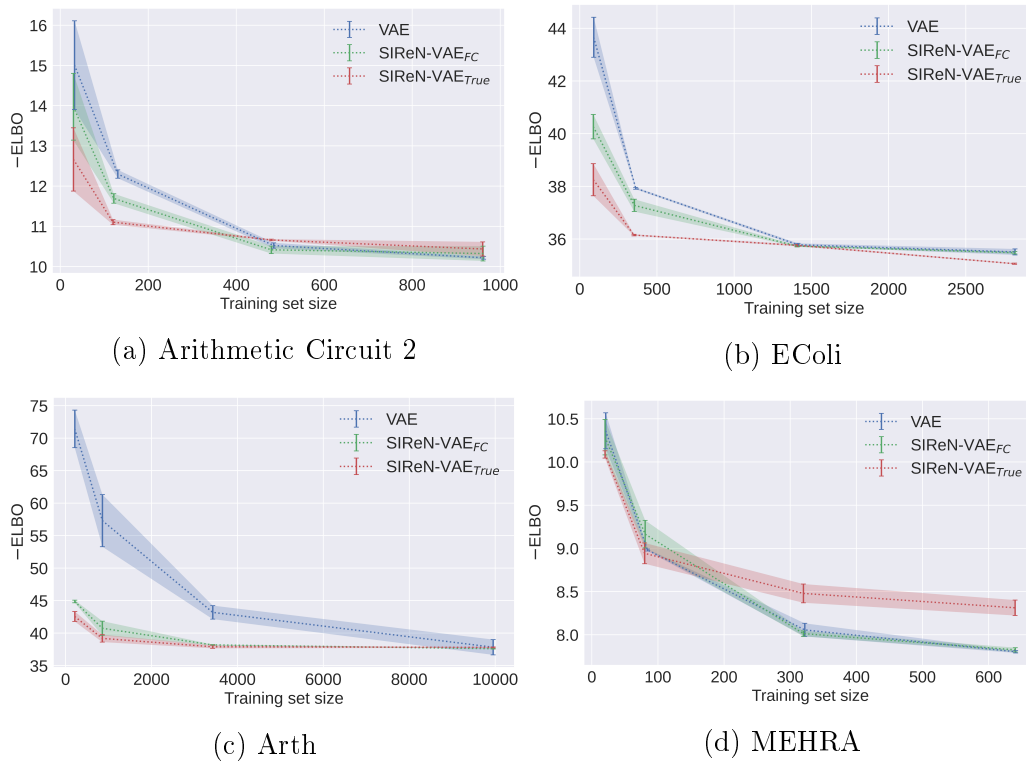 16
15
14
13
12
11
10
−ELBO
VAE
SIReN-VAE_FC
SIReN-VAE_True
0 200 400 600 800 1000
Training set size
(a) Arithmetic Circuit 2
44
42
40
38
36
−ELBO
VAE
SIReN-VAE_FC
SIReN-VAE_True
0 500 1000 1500 2000 2500
Training set size
(b) EColi
75
70
65
60
55
50
45
40
35
−ELBO
VAE
SIReN-VAE_FC
SIReN-VAE_True
0 2000 4000 6000 8000 10000
Training set size
(c) Arth
10.5
10.0
9.5
9.0
8.5
8.0
−ELBO
VAE
SIReN-VAE_FC
SIReN-VAE_True
0 100 200 300 400 500 600
Training set size
(d) MEHRA